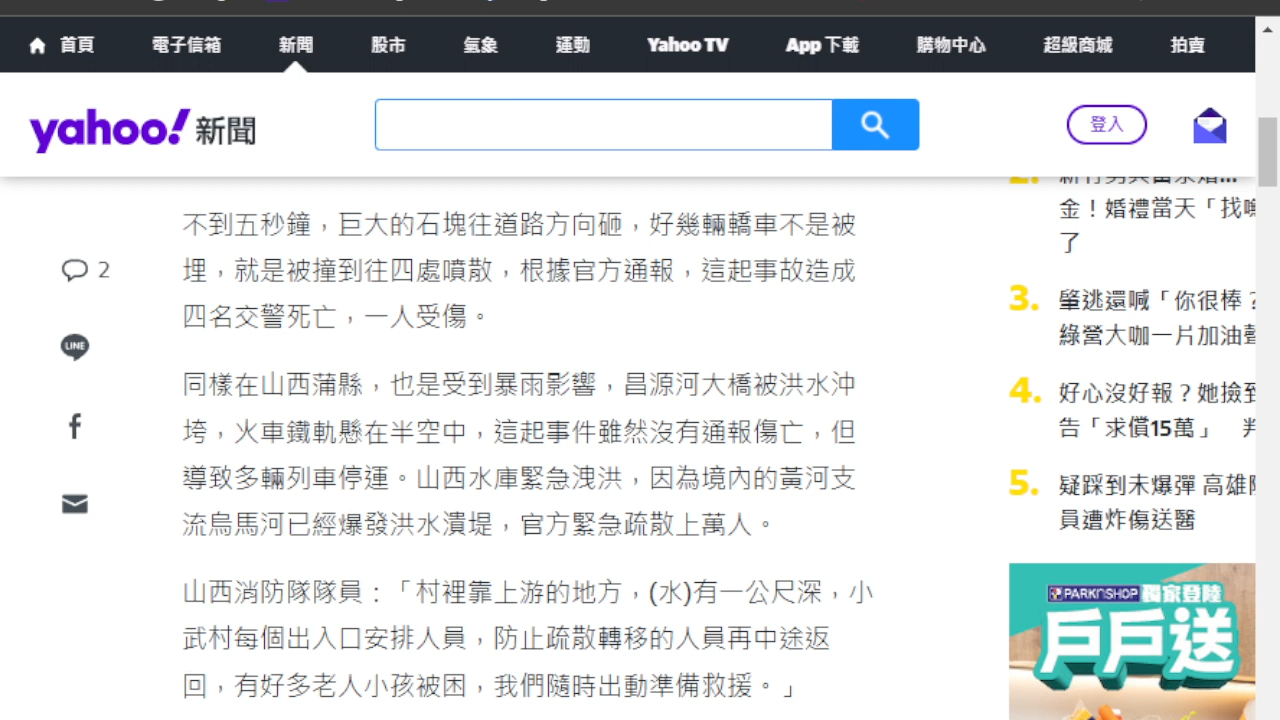 首頁 電子信箱 新聞 股市 氣象 運動 Yahoo TV App 下載 購物中心 超級商城 拍賣
yahoo! 新聞
登入
不到五秒鐘，巨大的石塊往道路方向砸，好幾輛轎車不是被
埋，就是被撞到往四處噴散，根據官方通報，這起事故造成
四名交警死亡，一人受傷。
同樣在山西蒲縣，也是受到暴雨影響，昌源河大橋被洪水沖
垮，火車鐵軌懸在半空中，這起事件雖然沒有通報傷亡，但
導致多輛列車停運。山西水庫緊急洩洪，因為境內的黃河支
流烏馬河已經爆發洪水潰堤，官方緊急疏散上萬人。
山西消防隊隊員：「村裡靠上游的地方，(水)有一公尺深，小
武村每個出入口安排人員，防止疏散轉移的人員再中途返
回，有好多老人小孩被困，我們隨時出動準備救援。」
2
LINE
金！婚禮當天「找
了
3. 肇逃還喊「你很棒？
綠營大咖一片加油
4. 好心沒好報？她撿
告「求償15萬」
5. 疑踩到未爆彈 高雄
員遭炸傷送醫
PARKnSHOP 獨家登陸
戶戶送